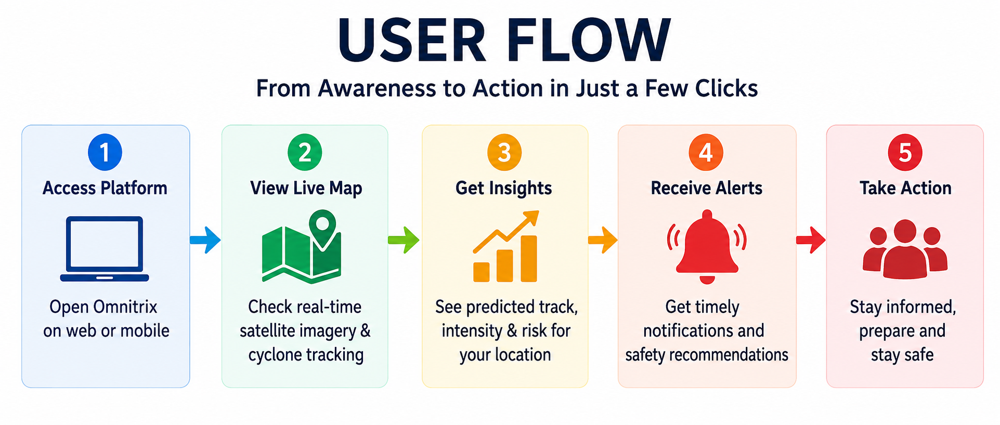 USER FLOW
From Awareness to Action in Just a Few Clicks
1
Access Platform
Open Omnitrix
on web or mobile
2
View Live Map
Check real-time
satellite imagery &
cyclone tracking
3
Get Insights
See predicted track,
intensity & risk for
your location
4
Receive Alerts
Get timely
notifications and
safety recommendations
5
Take Action
Stay informed,
prepare and
stay safe